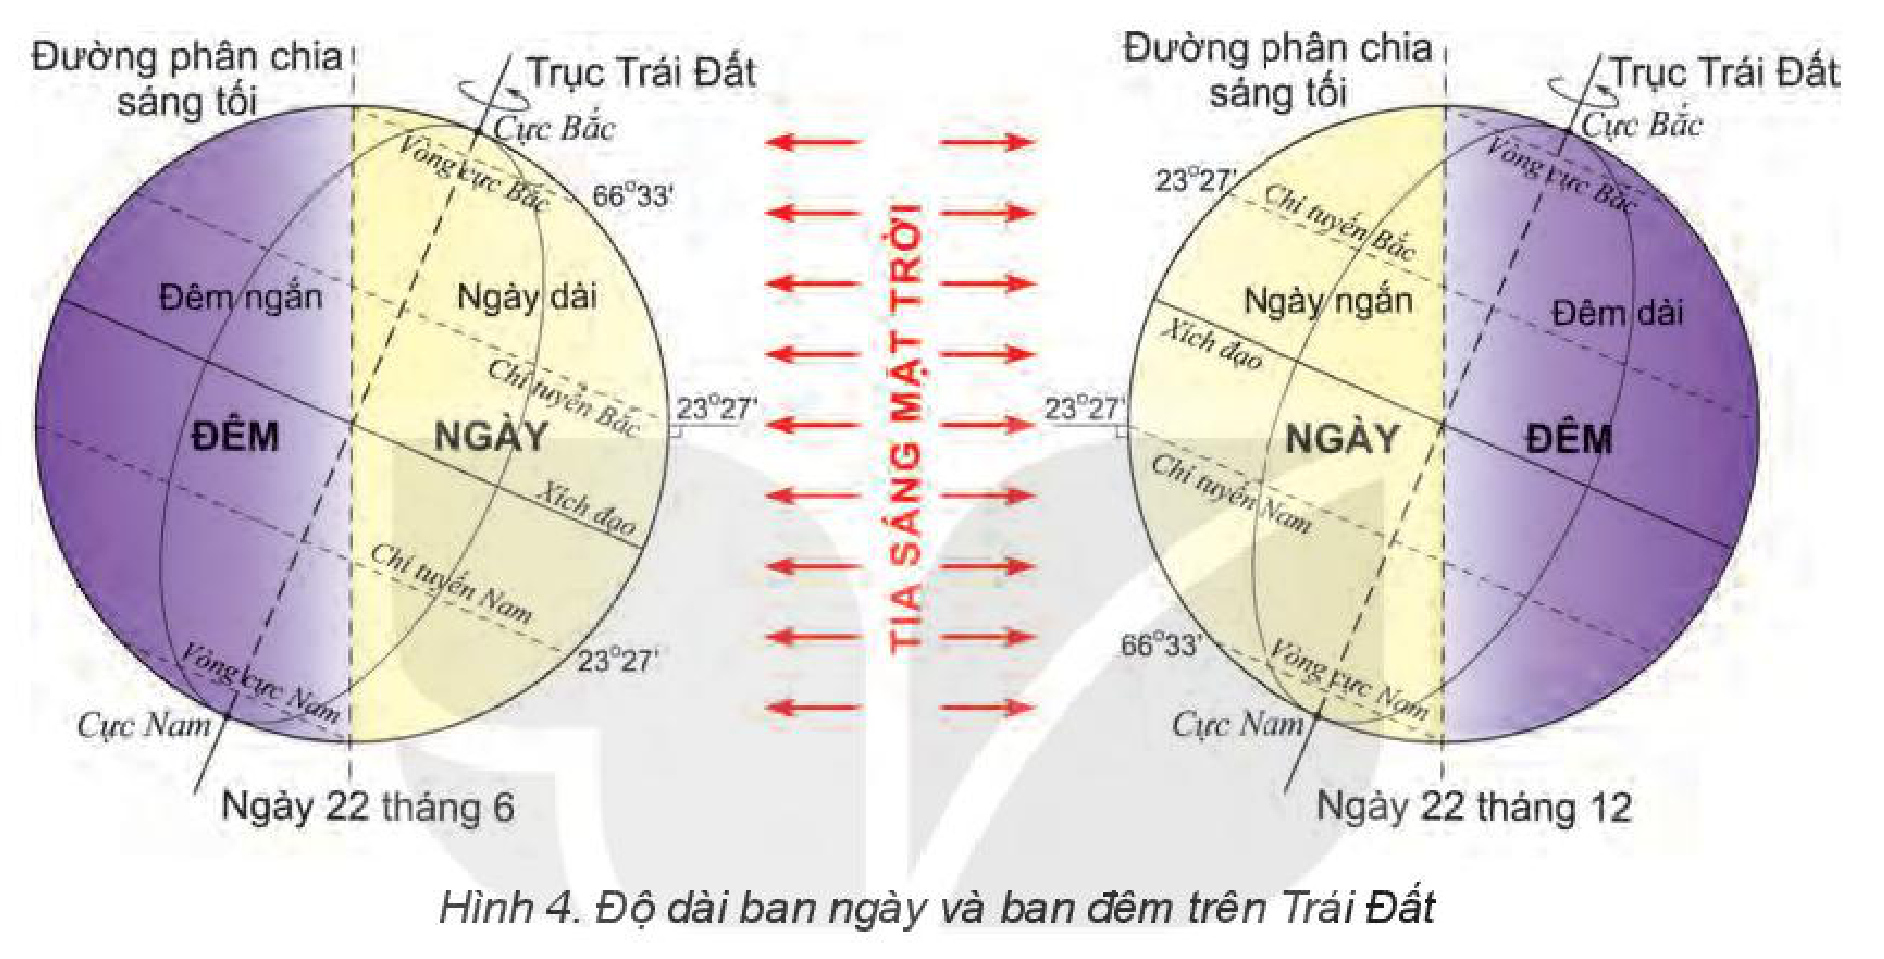 Đường phân chia
sáng tối
Trục Trái Đất
Cực Bắc
Vòng cực Bắc
66°33'
Đêm ngắn
Ngày dài
Chí tuyến Bắc
23°27'
ĐÊM
NGÀY
Xích đạo
Chí tuyến Nam
23°27'
Vòng cực Nam
Cực Nam
Ngày 22 tháng 6
TIA SÁNG MẶT TRỜI
Đường phân chia
sáng tối
Trục Trái Đất
Cực Bắc
Vòng cực Bắc
23°27'
Chí tuyến Bắc
Ngày ngắn
Đêm dài
Xích đạo
23°27'
NGÀY
ĐÊM
Chí tuyến Nam
66°33'
Vòng cực Nam
Cực Nam
Ngày 22 tháng 12
Hình 4. Độ dài ban ngày và ban đêm trên Trái Đất